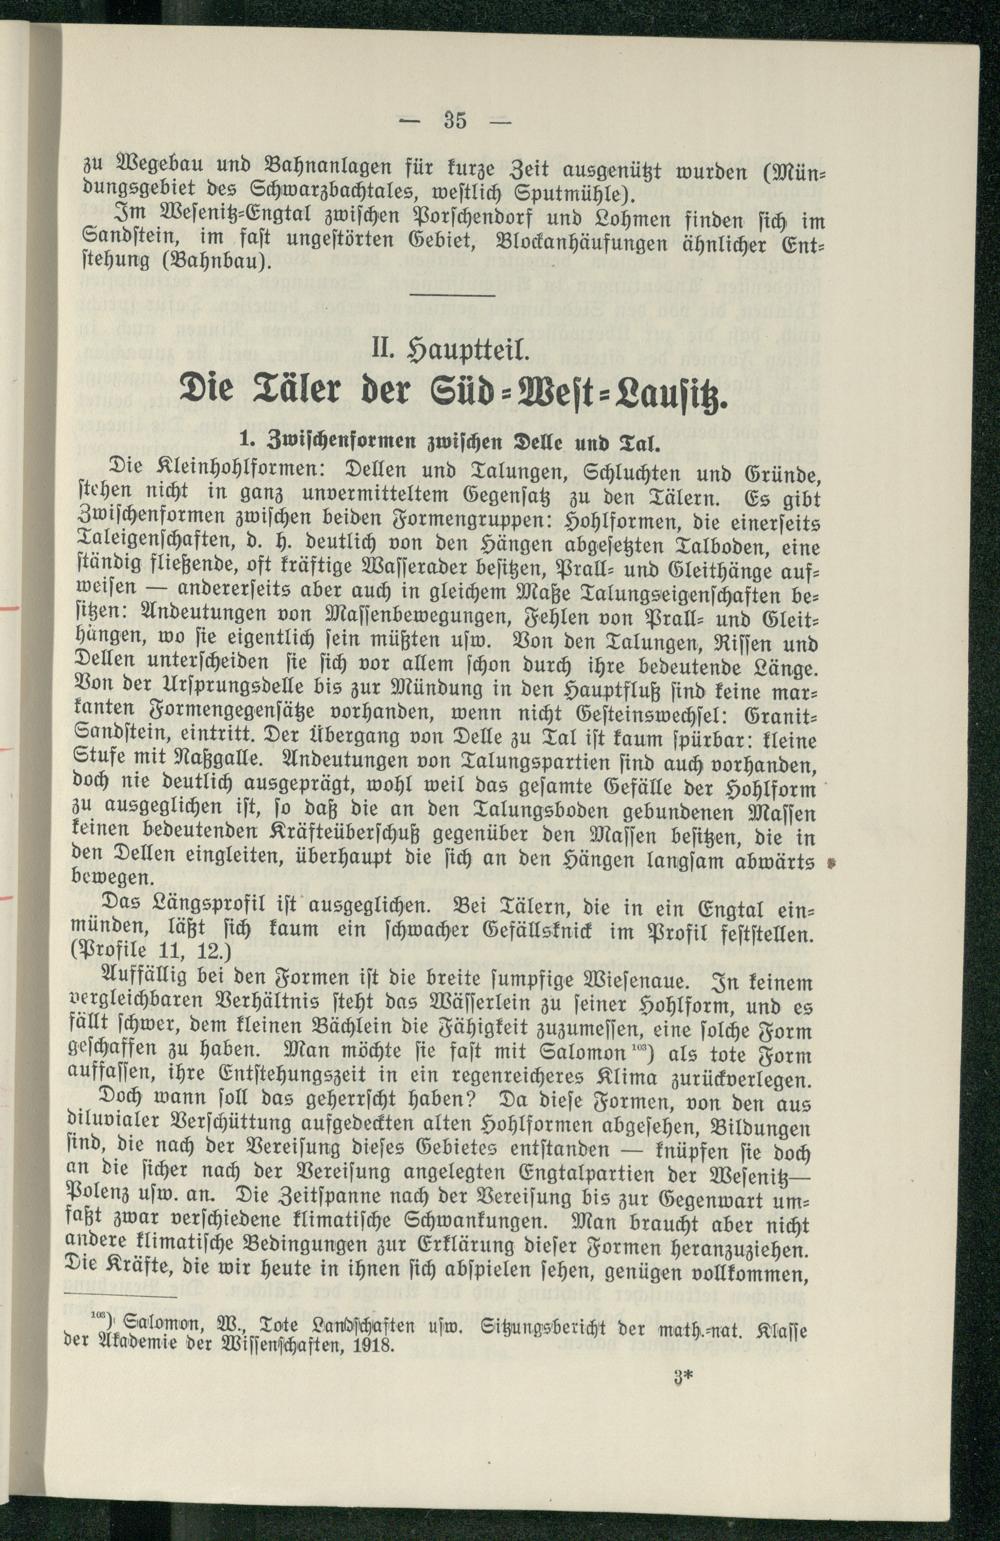 — 35 —
zu Wegebau und Bahnanlagen für kurze Zeit ausgenützt wurden (Mün-
dungsgebiet des Schwarzbachtales, westlich Sputmühle).
Im Wesenitz-Engtal zwischen Porschendorf und Lohmen finden sich im
Sandstein, im fast ungestörten Gebiet, Blockanhäufungen ähnlicher Ent-
stehung (Bahnbau).
II. Hauptteil.
Die Täler der Süd-West-Lausitz.
1. Zwischenformen zwischen Delle und Tal.
Die Kleinhohlformen: Dellen und Talungen, Schluchten und Gründe,
stehen nicht in ganz unvermitteltem Gegensatz zu den Tälern. Es gibt
Zwischenformen zwischen beiden Formengruppen: Hohlformen, die einerseits
Taleigenschaften, d. h. deutlich von den Hängen abgesetzten Talboden, eine
ständig fließende, oft kräftige Wasserader besitzen, Prall- und Gleithänge auf-
weisen — andererseits aber auch in gleichem Maße Talungseigenschaften be-
sitzen: Andeutungen von Massenbewegungen, Fehlen von Prall- und Gleit-
hängen, wo sie eigentlich sein müßten usw. Von den Talungen, Rissen und
Dellen unterscheiden sie sich vor allem schon durch ihre bedeutende Länge.
Von der Ursprungsdelle bis zur Mündung in den Hauptfluß sind keine mar-
kanten Formengegensätze vorhanden, wenn nicht Gesteinswechsel: Granit-
Sandstein, eintritt. Der Übergang von Delle zu Tal ist kaum spürbar: kleine
Stufe mit Naßgalle. Andeutungen von Talungspartien sind auch vorhanden,
doch nie deutlich ausgeprägt, wohl weil das gesamte Gefälle der Hohlform
zu ausgeglichen ist, so daß die an den Talungsboden gebundenen Massen
keinen bedeutenden Kräfteüberschuß gegenüber den Massen besitzen, die in
den Dellen eingleiten, überhaupt die sich an den Hängen langsam abwärts
bewegen.
Das Längsprofil ist ausgeglichen. Bei Tälern, die in ein Engtal ein-
münden, läßt sich kaum ein schwacher Gefällsknick im Profil feststellen.
(Profile 11, 12.)
Auffällig bei den Formen ist die breite sumpfige Wiesenaue. In keinem
vergleichbaren Verhältnis steht das Wässerlein zu seiner Hohlform, und es
fällt schwer, dem kleinen Bächlein die Fähigkeit zuzumessen, eine solche Form
geschaffen zu haben. Man möchte sie fast mit Salomon ¹⁰³) als tote Form
auffassen, ihre Entstehungszeit in ein regenreicheres Klima zurückverlegen.
Doch wann soll das geherrscht haben? Da diese Formen, von den aus
diluvialer Verschüttung aufgedeckten alten Hohlformen abgesehen, Bildungen
sind, die nach der Vereisung dieses Gebietes entstanden — knüpfen sie doch
an die sicher nach der Vereisung angelegten Engtalpartien der Wesenitz—
Polenz usw. an. Die Zeitspanne nach der Vereisung bis zur Gegenwart um-
faßt zwar verschiedene klimatische Schwankungen. Man braucht aber nicht
andere klimatische Bedingungen zur Erklärung dieser Formen heranzuziehen.
Die Kräfte, die wir heute in ihnen sich abspielen sehen, genügen vollkommen,
¹⁰³) Salomon, W., Tote Landschaften usw. Sitzungsbericht der math.-nat. Klasse
der Akademie der Wissenschaften, 1918.
3*